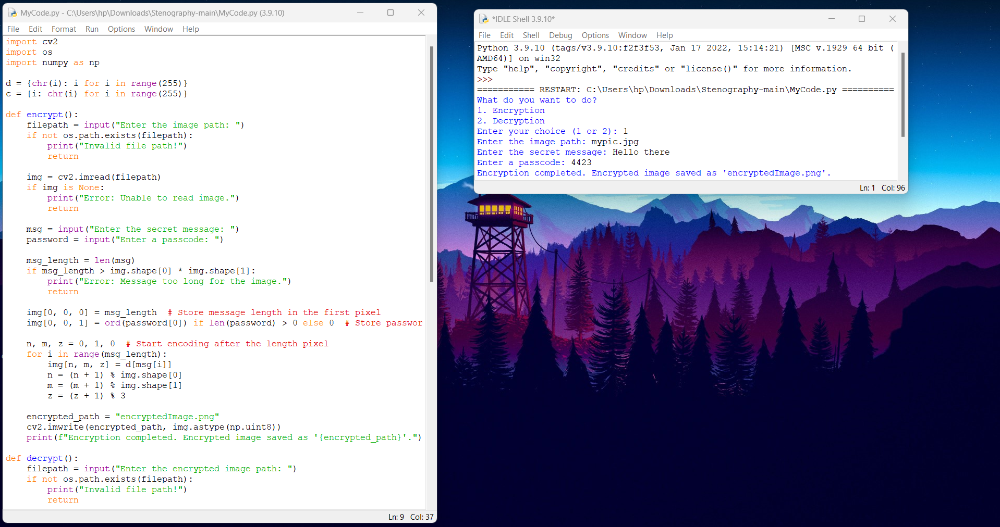 MyCode.py - C:\Users\hp\Downloads\Stenography-main\MyCode.py (3.9.10)
File Edit Format Run Options Window Help
import cv2
import os
import numpy as np

d = {chr(i): i for i in range(255)}
c = {i: chr(i) for i in range(255)}

def encrypt():
    filepath = input("Enter the image path: ")
    if not os.path.exists(filepath):
        print("Invalid file path!")
        return

    img = cv2.imread(filepath)
    if img is None:
        print("Error: Unable to read image.")
        return

    msg = input("Enter the secret message: ")
    password = input("Enter a passcode: ")

    msg_length = len(msg)
    if msg_length > img.shape[0] * img.shape[1]:
        print("Error: Message too long for the image.")
        return

    img[0, 0, 0] = msg_length  # Store message length in the first pixel
    img[0, 0, 1] = ord(password[0]) if len(password) > 0 else 0  # Store passwor

    n, m, z = 0, 1, 0  # Start encoding after the length pixel
    for i in range(msg_length):
        img[n, m, z] = d[msg[i]]
        n = (n + 1) % img.shape[0]
        m = (m + 1) % img.shape[1]
        z = (z + 1) % 3

    encrypted_path = "encryptedImage.png"
    cv2.imwrite(encrypted_path, img.astype(np.uint8))
    print(f"Encryption completed. Encrypted image saved as '{encrypted_path}'.")

def decrypt():
    filepath = input("Enter the encrypted image path: ")
    if not os.path.exists(filepath):
        print("Invalid file path!")
        return
Ln: 9 Col: 37
*IDLE Shell 3.9.10*
File Edit Shell Debug Options Window Help
Python 3.9.10 (tags/v3.9.10:f2f3f53, Jan 17 2022, 15:14:21) [MSC v.1929 64 bit (
AMD64)] on win32
Type "help", "copyright", "credits" or "license()" for more information.
>>>
=========== RESTART: C:\Users\hp\Downloads\Stenography-main\MyCode.py ==========
What do you want to do?
1. Encryption
2. Decryption
Enter your choice (1 or 2): 1
Enter the image path: mypic.jpg
Enter the secret message: Hello there
Enter a passcode: 4423
Encryption completed. Encrypted image saved as 'encryptedImage.png'.
Ln: 1 Col: 96